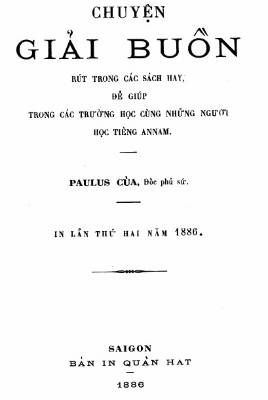 CHUYỆN
GIẢI BUỒN
RÚT TRONG CÁC SÁCH HAY,
ĐỂ GIÚP
TRONG CÁC TRƯỜNG HỌC CÙNG NHỮNG NGƯỜI
HỌC TIẾNG ANNAM.
PAULUS CỦA, Đốc phủ sứ.
IN LẦN THỨ HAI NĂM 1886.
SAIGON
BẢN IN QUẢN HẠT
1886